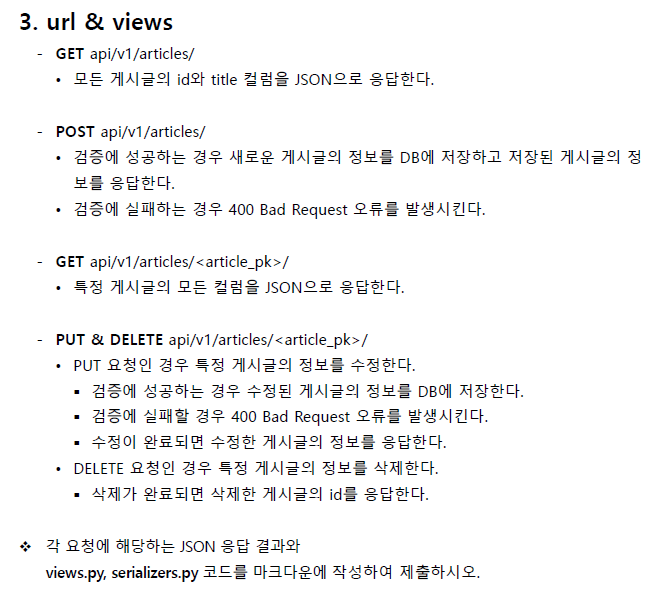 3. url & views
- GET api/v1/articles/
• 모든 게시글의 id와 title 컬럼을 JSON으로 응답한다.
- POST api/v1/articles/
• 검증에 성공하는 경우 새로운 게시글의 정보를 DB에 저장하고 저장된 게시글의 정
보를 응답한다.
• 검증에 실패하는 경우 400 Bad Request 오류를 발생시킨다.
- GET api/v1/articles/<article_pk>/
• 특정 게시글의 모든 컬럼을 JSON으로 응답한다.
- PUT & DELETE api/v1/articles/<article_pk>/
• PUT 요청인 경우 특정 게시글의 정보를 수정한다.
▪ 검증에 성공하는 경우 수정된 게시글의 정보를 DB에 저장한다.
▪ 검증에 실패할 경우 400 Bad Request 오류를 발생시킨다.
▪ 수정이 완료되면 수정한 게시글의 정보를 응답한다.
• DELETE 요청인 경우 특정 게시글의 정보를 삭제한다.
▪ 삭제가 완료되면 삭제한 게시글의 id를 응답한다.
❖ 각 요청에 해당하는 JSON 응답 결과와
views.py, serializers.py 코드를 마크다운에 작성하여 제출하시오.